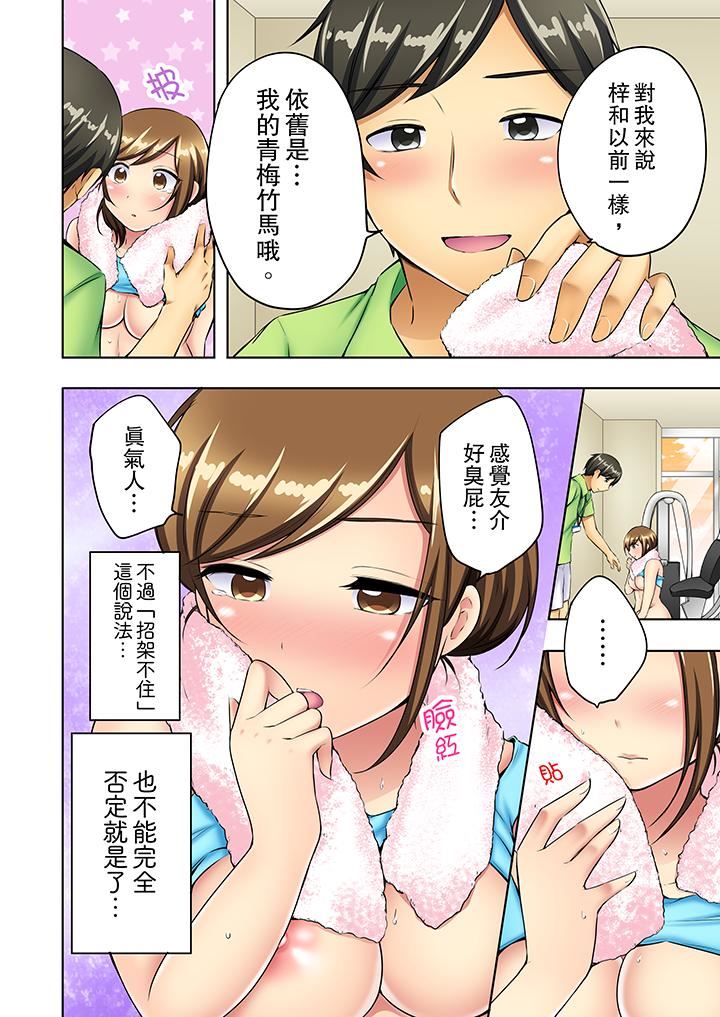 對我來說
梓和以前一樣，
依舊是…
我的青梅竹馬哦。
披
……
貼
感覺友介
好臭屁…
臉紅
眞氣人…
不過「招架不住」
這個說法…
也不能完全
否定就是了…